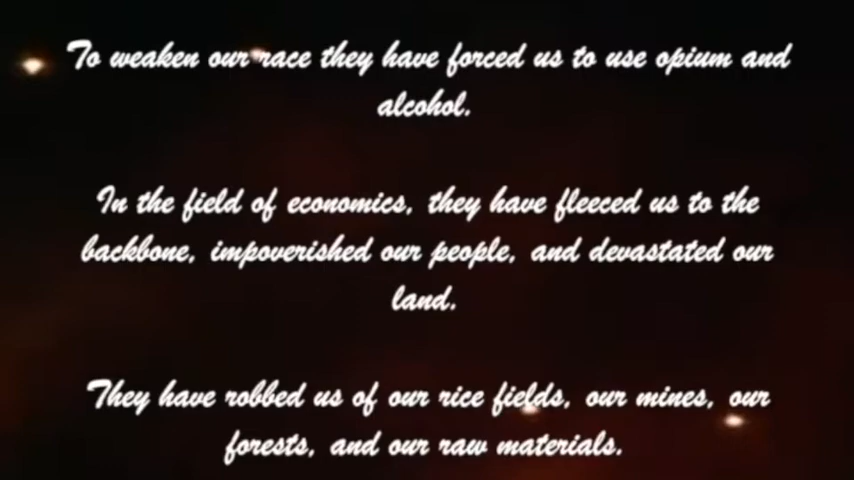 To weaken our race they have forced us to use opium and
alcohol.
In the field of economics, they have fleeced us to the
backbone, impoverished our people, and devastated our
land.
They have robbed us of our rice fields, our mines, our
forests, and our raw materials.